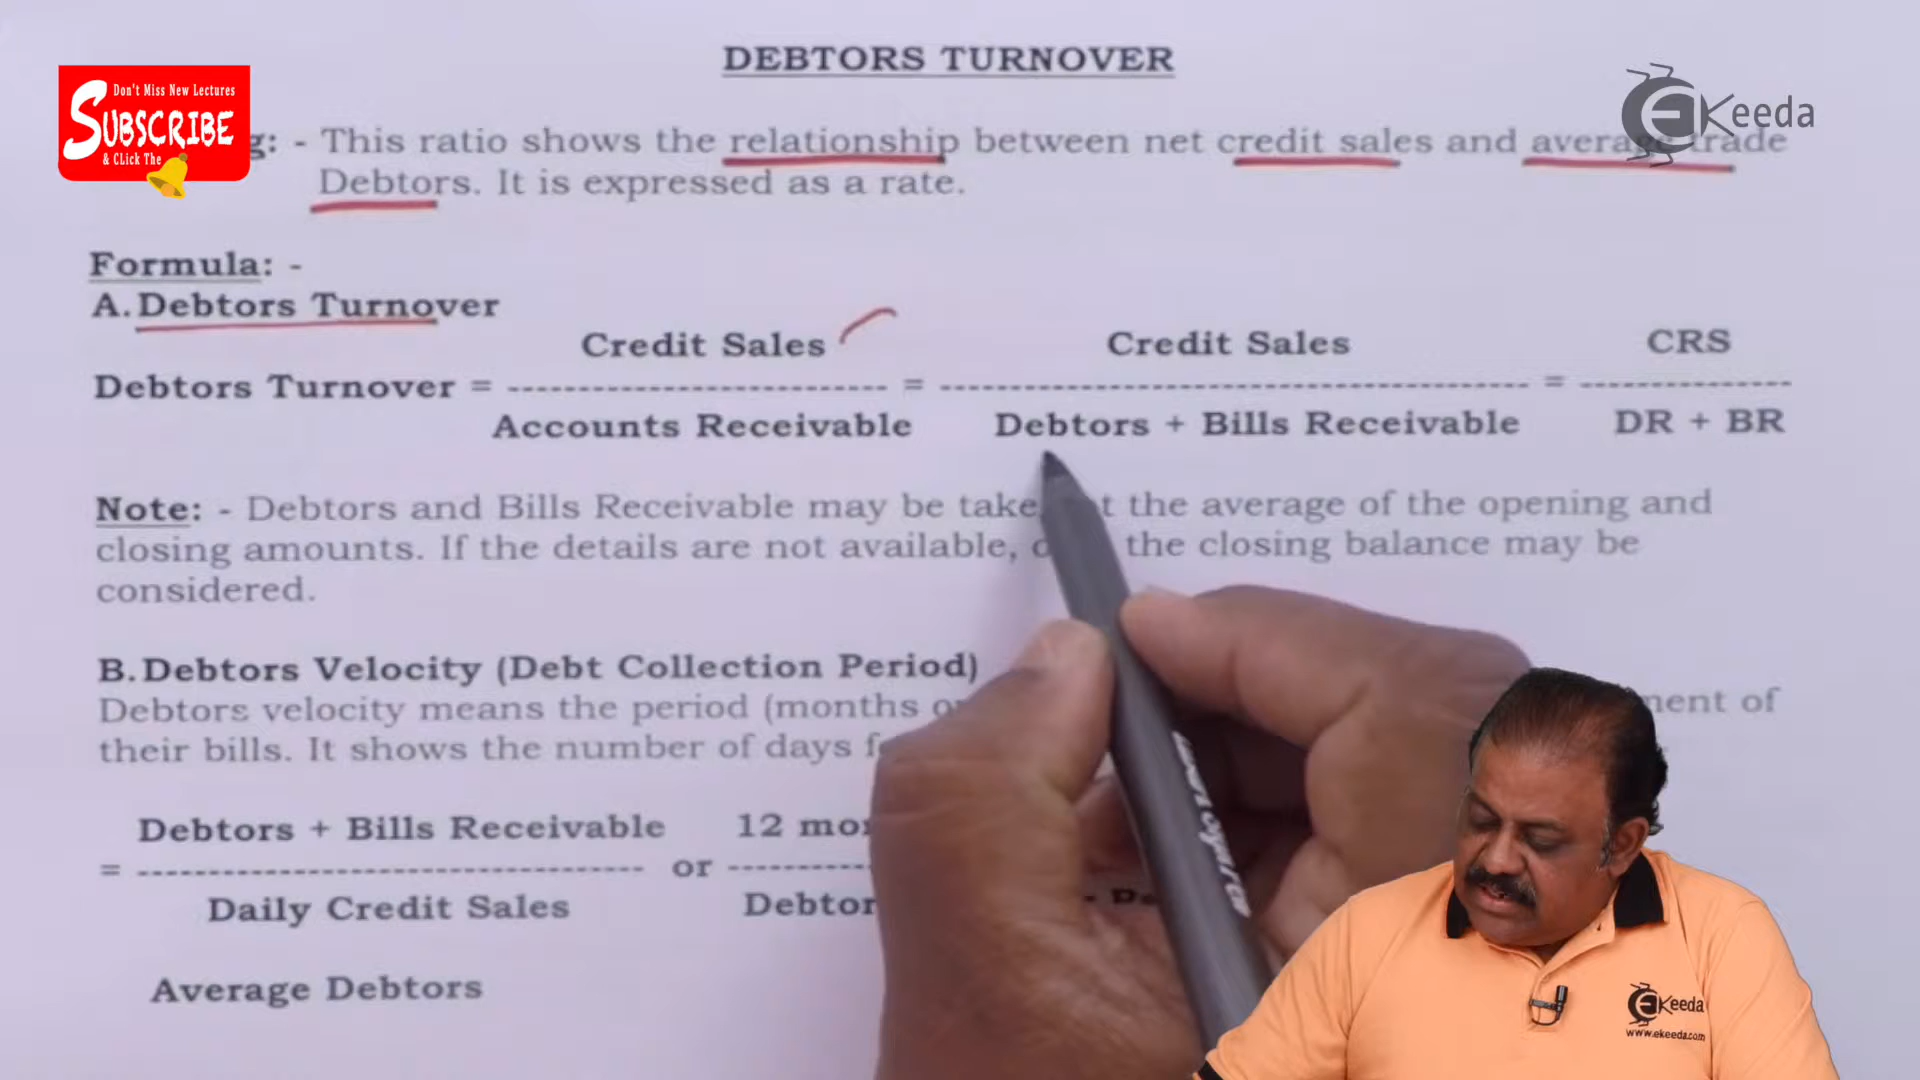 DEBTORS TURNOVER
Don't Miss New Lectures
SUBSCRIBE
& CLick The
EKeeda
g: - This ratio shows the relationship between net credit sales and average trade
Debtors. It is expressed as a rate.
Formula: -
A. Debtors Turnover
Credit Sales Credit Sales CRS
Debtors Turnover = ---------------------------- = -------------------------------------------- = ----------------
Accounts Receivable Debtors + Bills Receivable DR + BR
Note: - Debtors and Bills Receivable may be take t the average of the opening and
closing amounts. If the details are not available, the closing balance may be
considered.
B. Debtors Velocity (Debt Collection Period)
Debtors velocity means the period (months of
their bills. It shows the number of days
Debtors + Bills Receivable 12 mo
= -------------------------------------- or -----------
Daily Credit Sales Debtor
Average Debtors
EKeeda
www.ekeeda.com